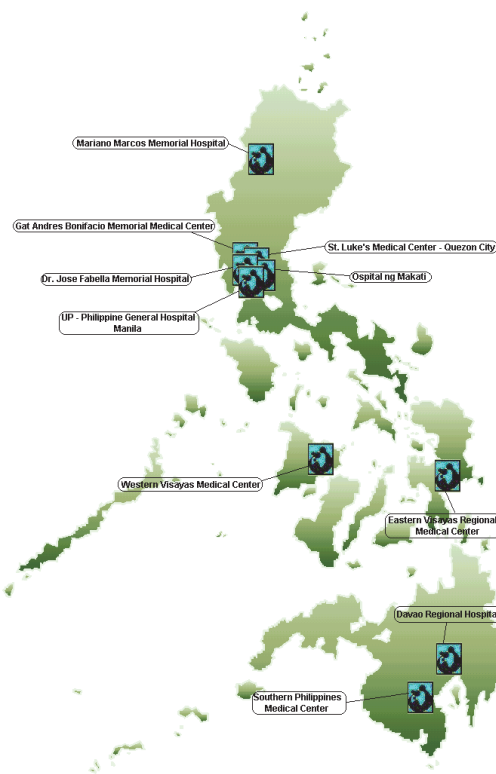 Mariano Marcos Memorial Hospital
Gat Andres Bonifacio Memorial Medical Center
St. Luke's Medical Center - Quezon City
Dr. Jose Fabella Memorial Hospital
Ospital ng Makati
UP - Philippine General Hospital
Manila
Western Visayas Medical Center
Eastern Visayas Regional
Medical Center
Davao Regional Hospital
Southern Philippines
Medical Center